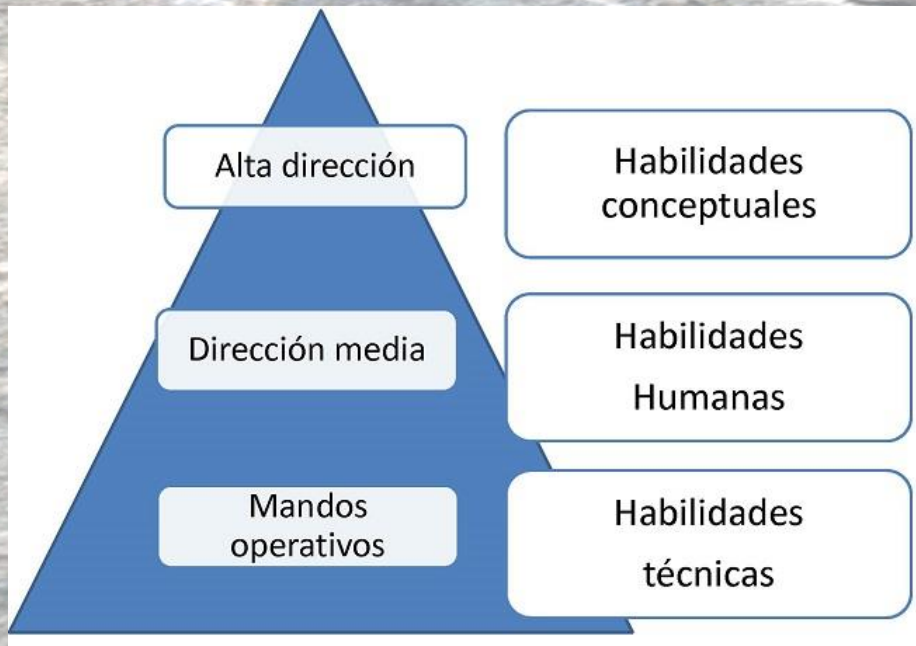 Alta dirección
Habilidades
conceptuales
Dirección media
Habilidades
Humanas
Mandos
operativos
Habilidades
técnicas